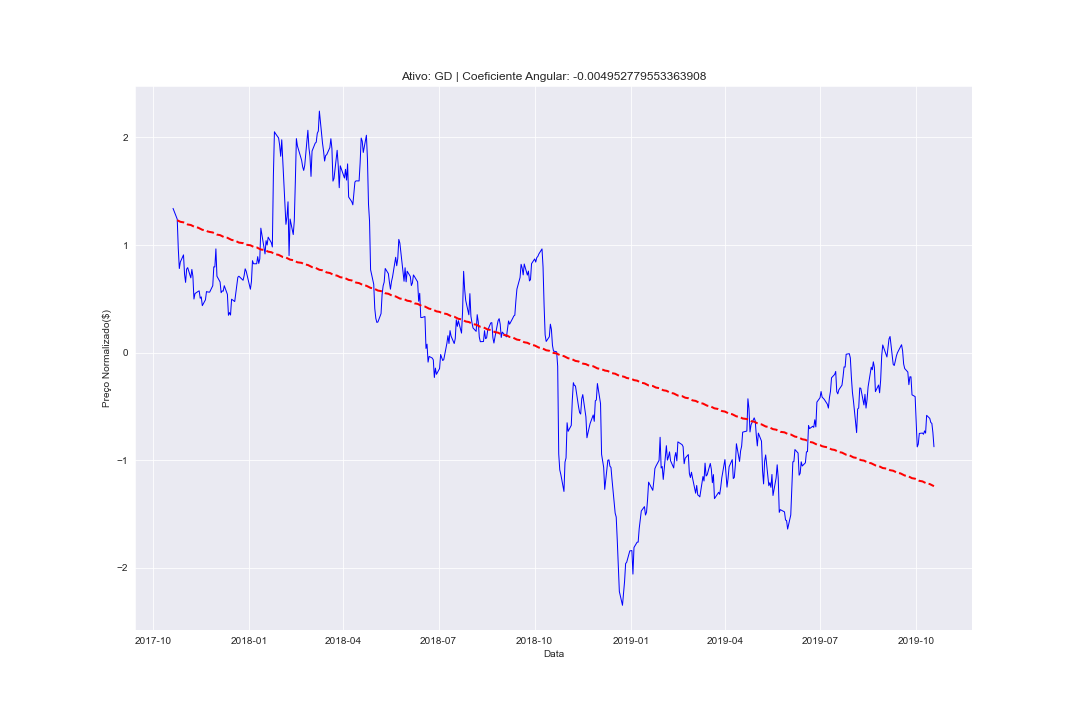 Ativo: GD | Coeficiente Angular: -0.004952779553363908
Preço Normalizado($)
2
1
0
−1
−2
2017-10 2018-01 2018-04 2018-07 2018-10 2019-01 2019-04 2019-07 2019-10
Data